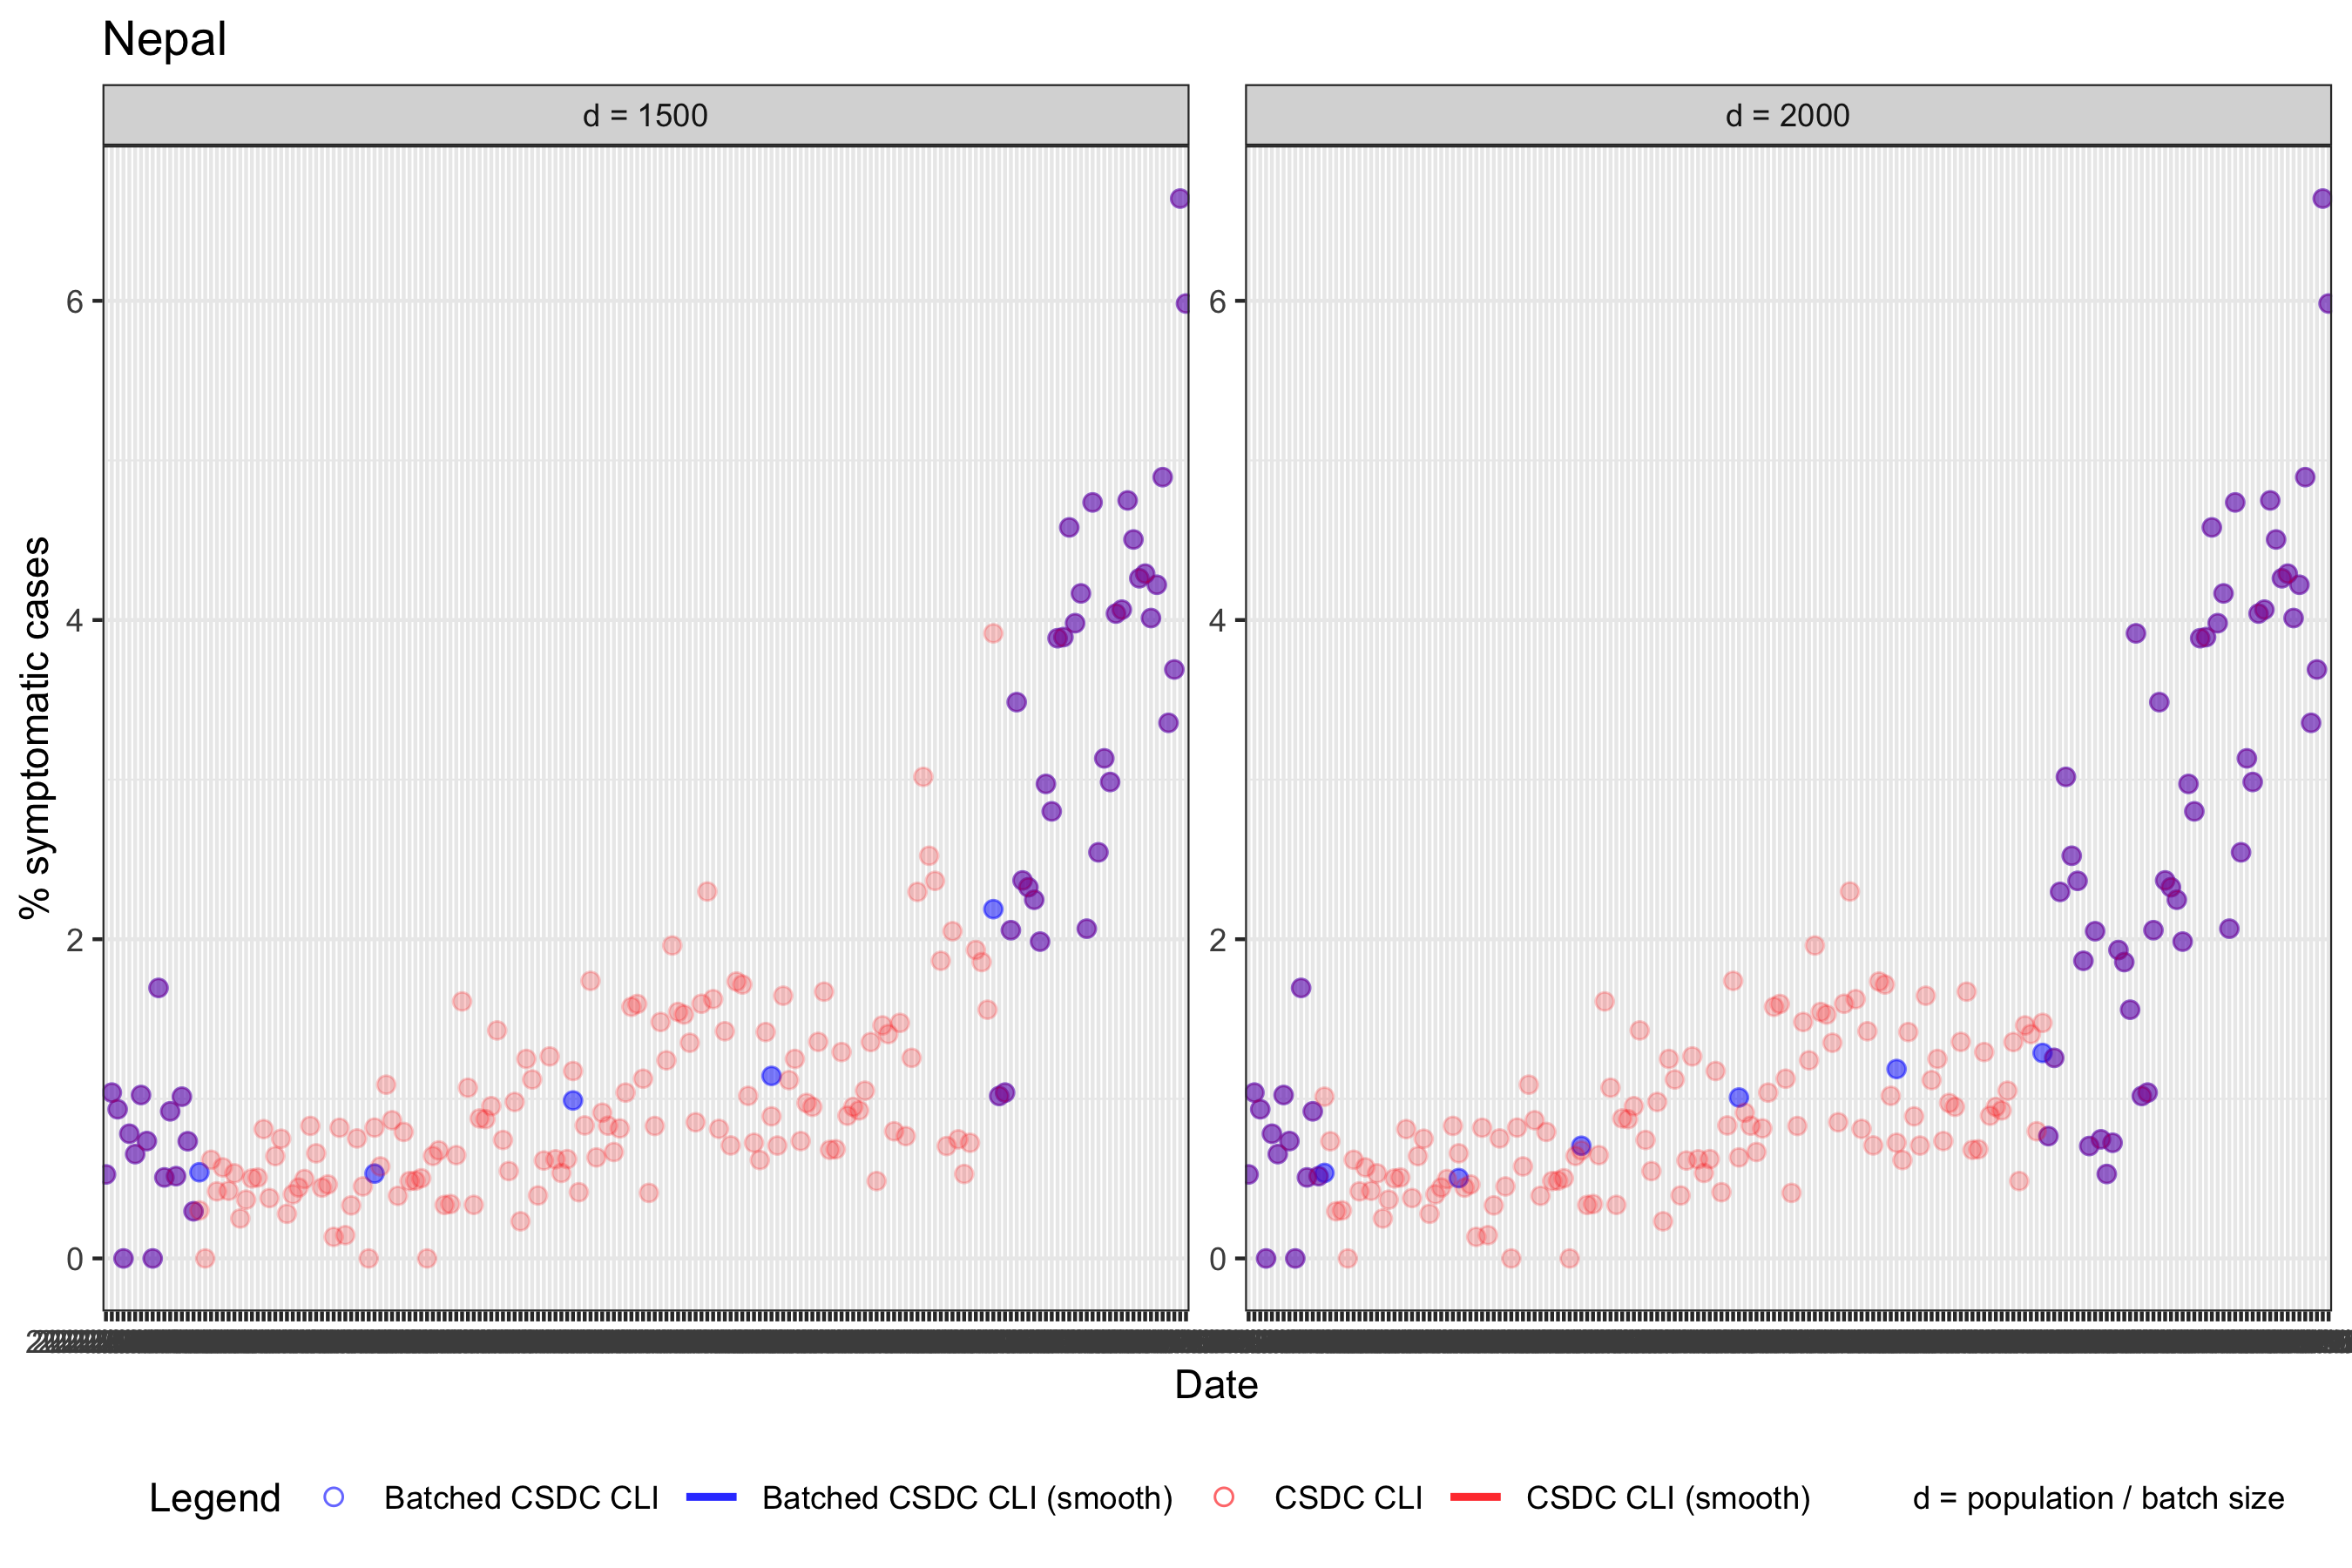 Nepal
d = 1500
d = 2000
% symptomatic cases
6
4
2
0
6
4
2
0
Date
Legend
Batched CSDC CLI
Batched CSDC CLI (smooth)
CSDC CLI
CSDC CLI (smooth)
d = population / batch size